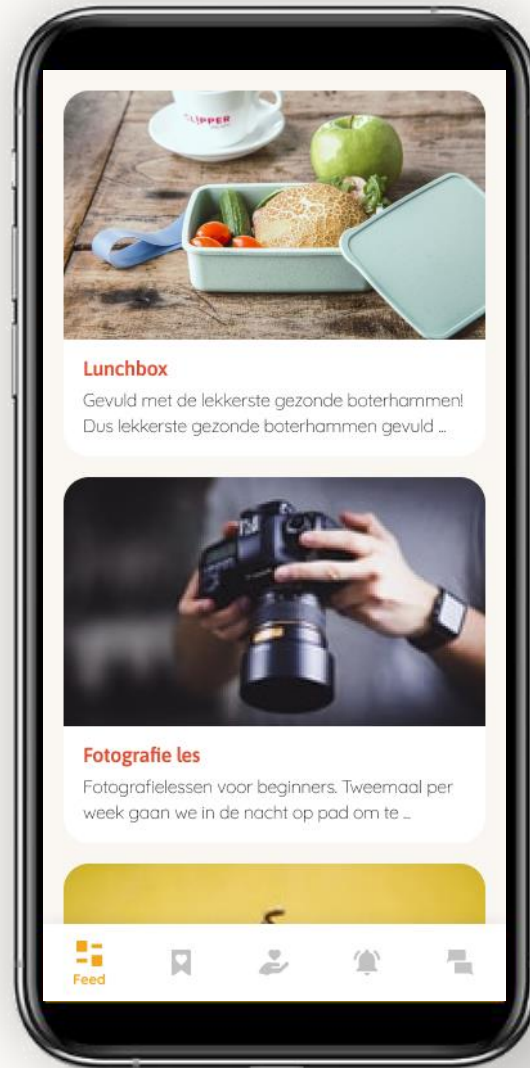 CLIPPER
Lunchbox
Gevuld met de lekkerste gezonde boterhammen!
Dus lekkerste gezonde boterhammen gevuld ...
Fotografie les
Fotografielessen voor beginners. Tweemaal per
week gaan we in de nacht op pad om te ...
Feed